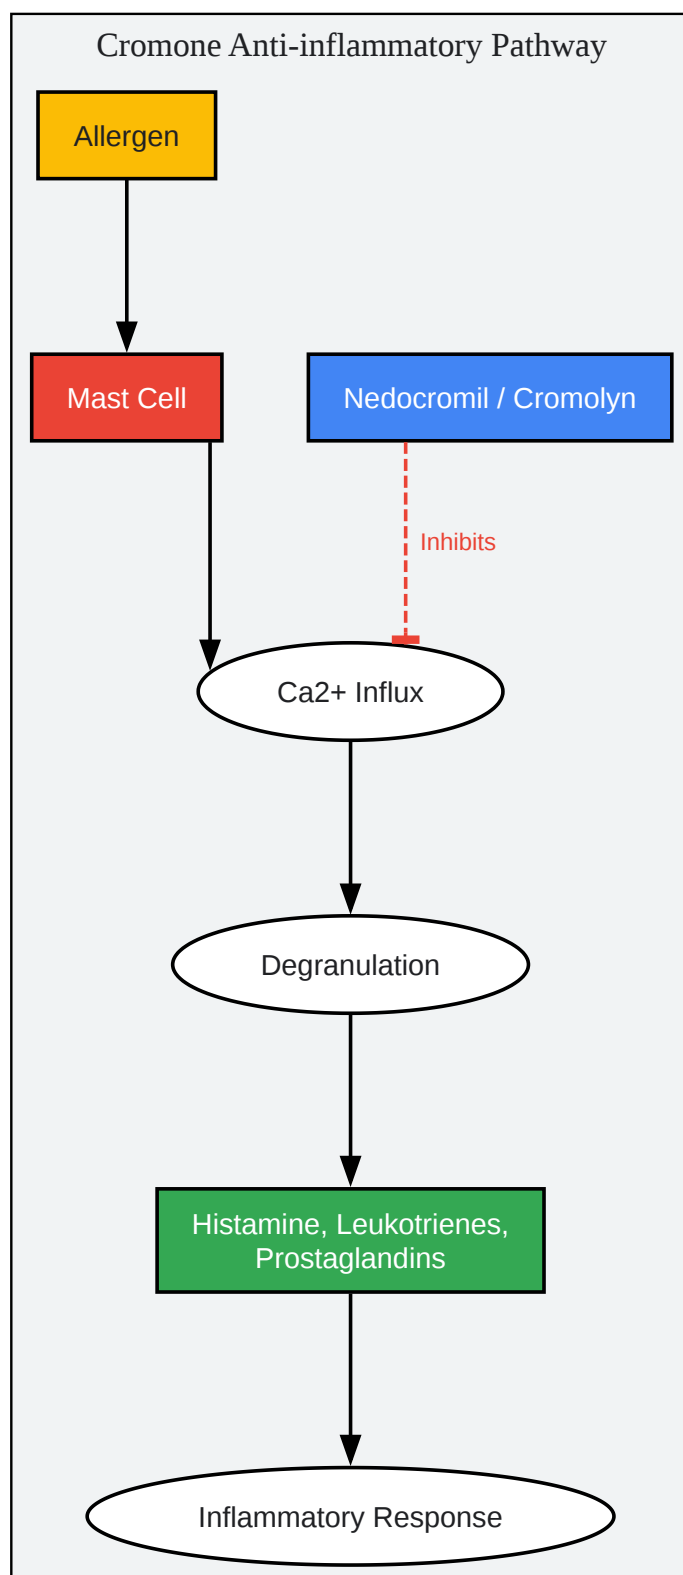 Cromone Anti-inflammatory Pathway
Allergen
Mast Cell
Nedocromil / Cromolyn
Inhibits
Ca2+ Influx
Degranulation
Histamine, Leukotrienes,
Prostaglandins
Inflammatory Response